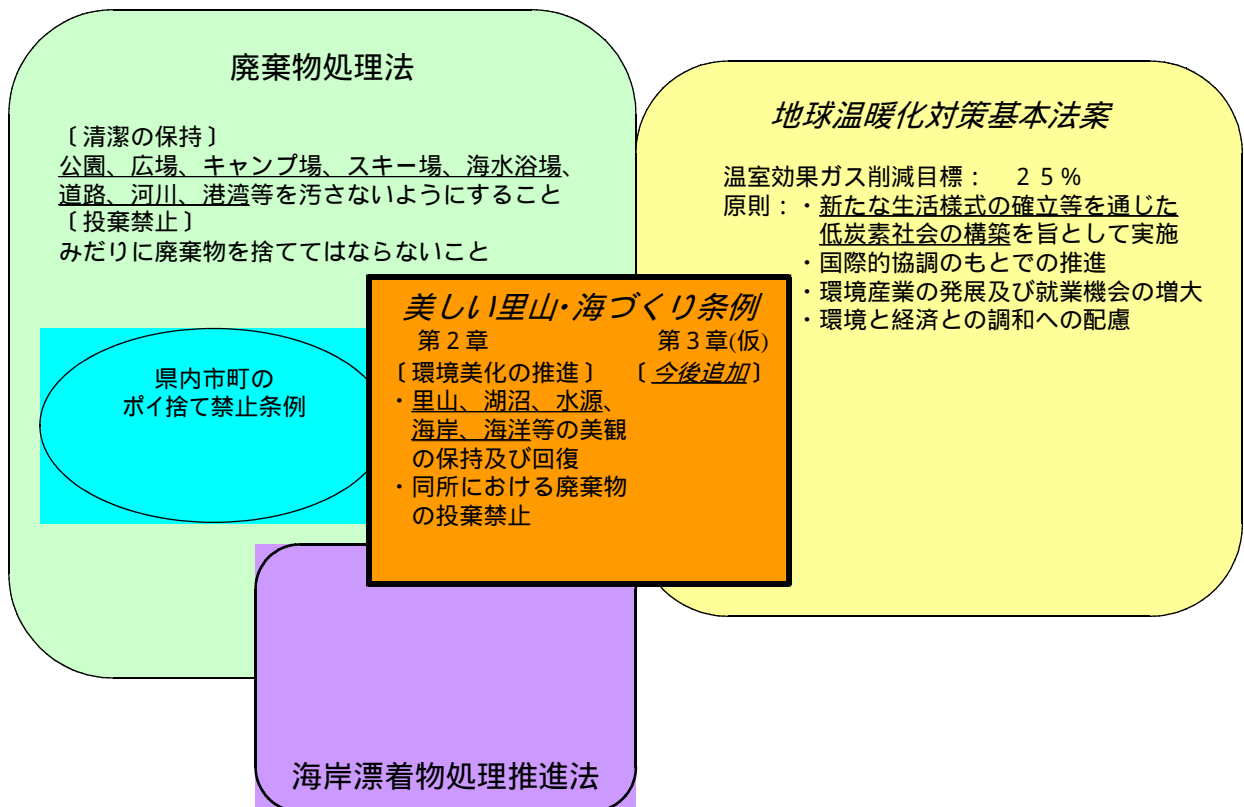 廃棄物処理法
〔清潔の保持〕
公園、広場、キャンプ場、スキー場、海水浴場、
道路、河川、港湾等を汚さないようにすること
〔投棄禁止〕
みだりに廃棄物を捨ててはならないこと
地球温暖化対策基本法案
温室効果ガス削減目標： ２５％
原則：・新たな生活様式の確立等を通じた
低炭素社会の構築を旨として実施
・国際的協調のもとでの推進
・環境産業の発展及び就業機会の増大
・環境と経済との調和への配慮
美しい里山・海づくり条例
第２章 第３章(仮)
〔環境美化の推進〕 〔今後追加〕
・里山、湖沼、水源、
海岸、海洋等の美観
の保持及び回復
・同所における廃棄物
の投棄禁止
県内市町の
ポイ捨て禁止条例
海岸漂着物処理推進法